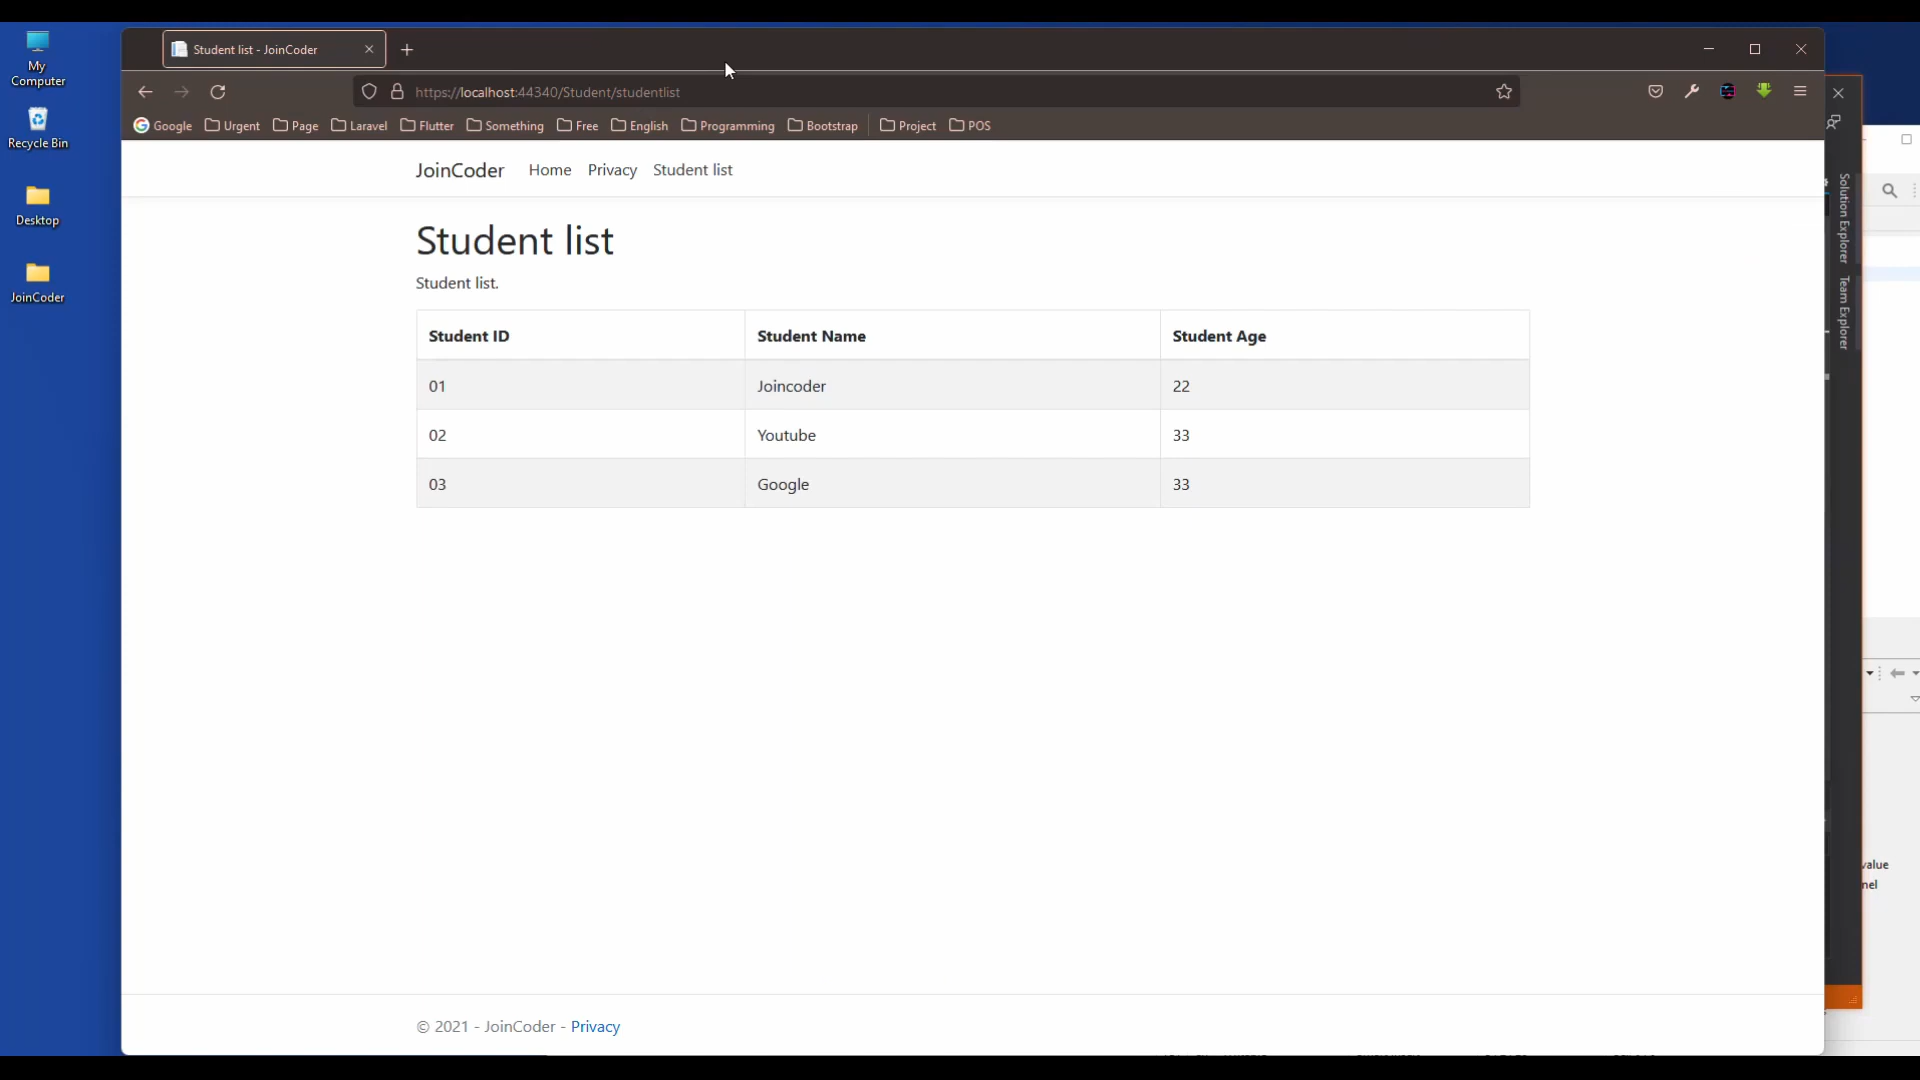 My
Computer
Recycle Bin
Desktop
JoinCoder
Student list - JoinCoder
https://localhost:44340/Student/studentlist
Google Urgent Page Laravel Flutter Something Free English Programming Bootstrap Project POS
JoinCoder Home Privacy Student list
Student list
Student list.
Student ID Student Name Student Age
01 Joincoder 22
02 Youtube 33
03 Google 33
© 2021 - JoinCoder - Privacy
Solution Explorer
Team Explorer
value
nel